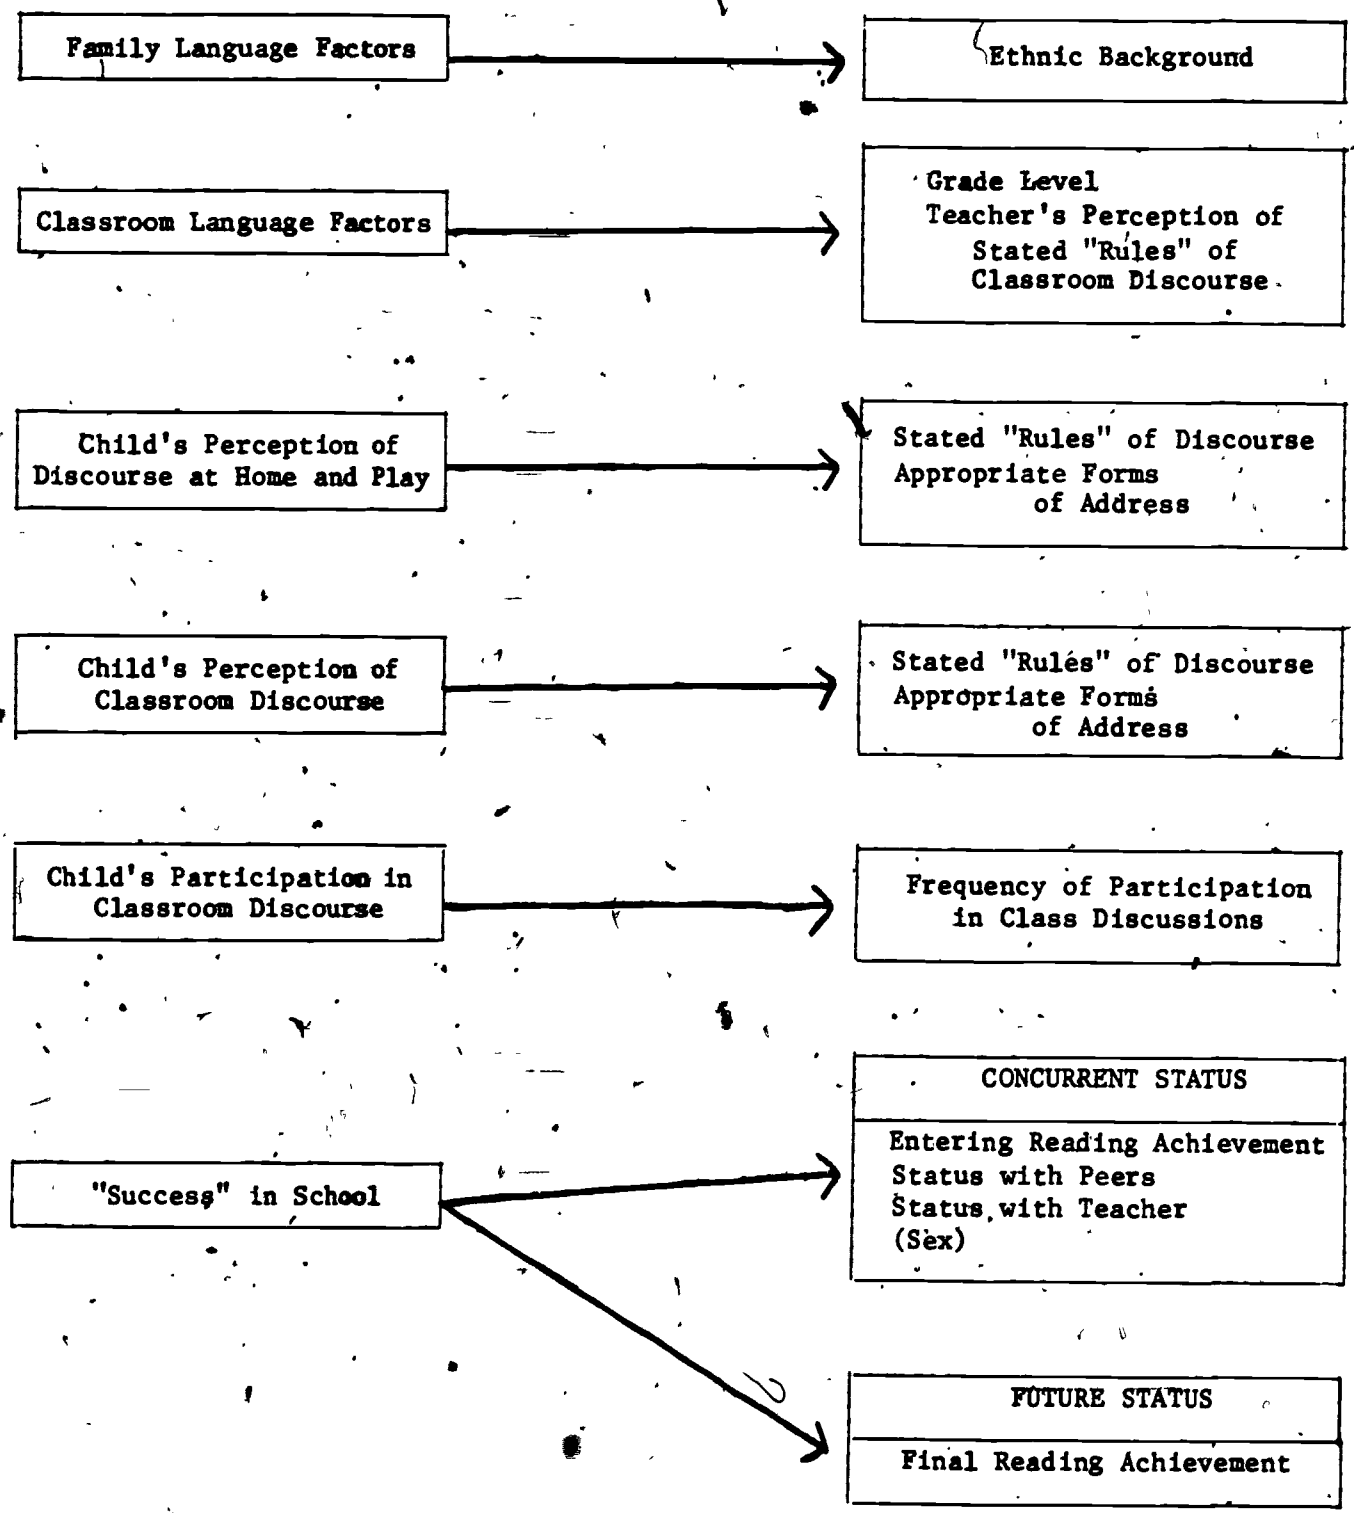 Family Language Factors
Ethnic Background
Classroom Language Factors
Grade Level
Teacher's Perception of
Stated "Rules" of
Classroom Discourse
Child's Perception of
Discourse at Home and Play
Stated "Rules" of Discourse
Appropriate Forms
of Address
Child's Perception of
Classroom Discourse
Stated "Rules" of Discourse
Appropriate Forms
of Address
Child's Participation in
Classroom Discourse
Frequency of Participation
in Class Discussions
"Success" in School
CONCURRENT STATUS
Entering Reading Achievement
Status with Peers
Status with Teacher
(Sex)
FUTURE STATUS
Final Reading Achievement